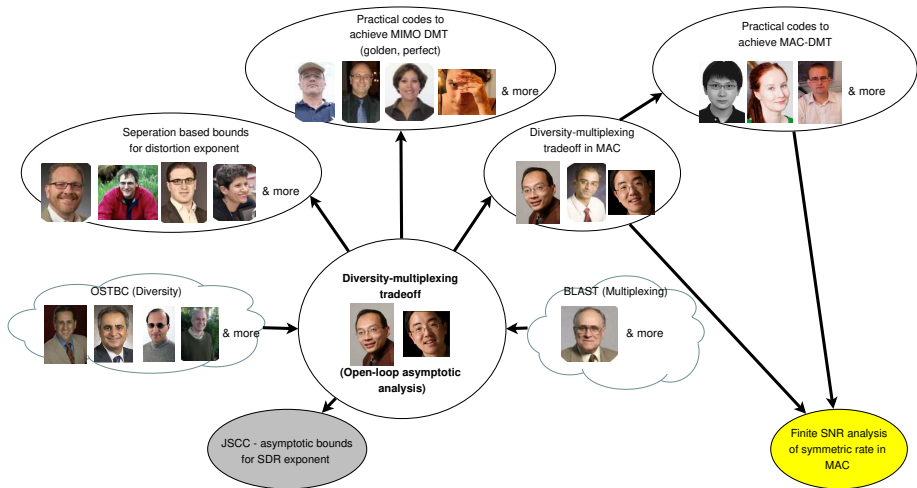 Practical codes to
achieve MIMO DMT
(golden, perfect)
& more
Practical codes to
achieve MAC-DMT
& more
Seperation based bounds
for distortion exponent
& more
Diversity-multiplexing
tradeoff in MAC
OSTBC (Diversity)
& more
Diversity-multiplexing
tradeoff
(Open-loop asymptotic
analysis)
BLAST (Multiplexing)
& more
JSCC - asymptotic bounds
for SDR exponent
Finite SNR analysis
of symmetric rate in
MAC